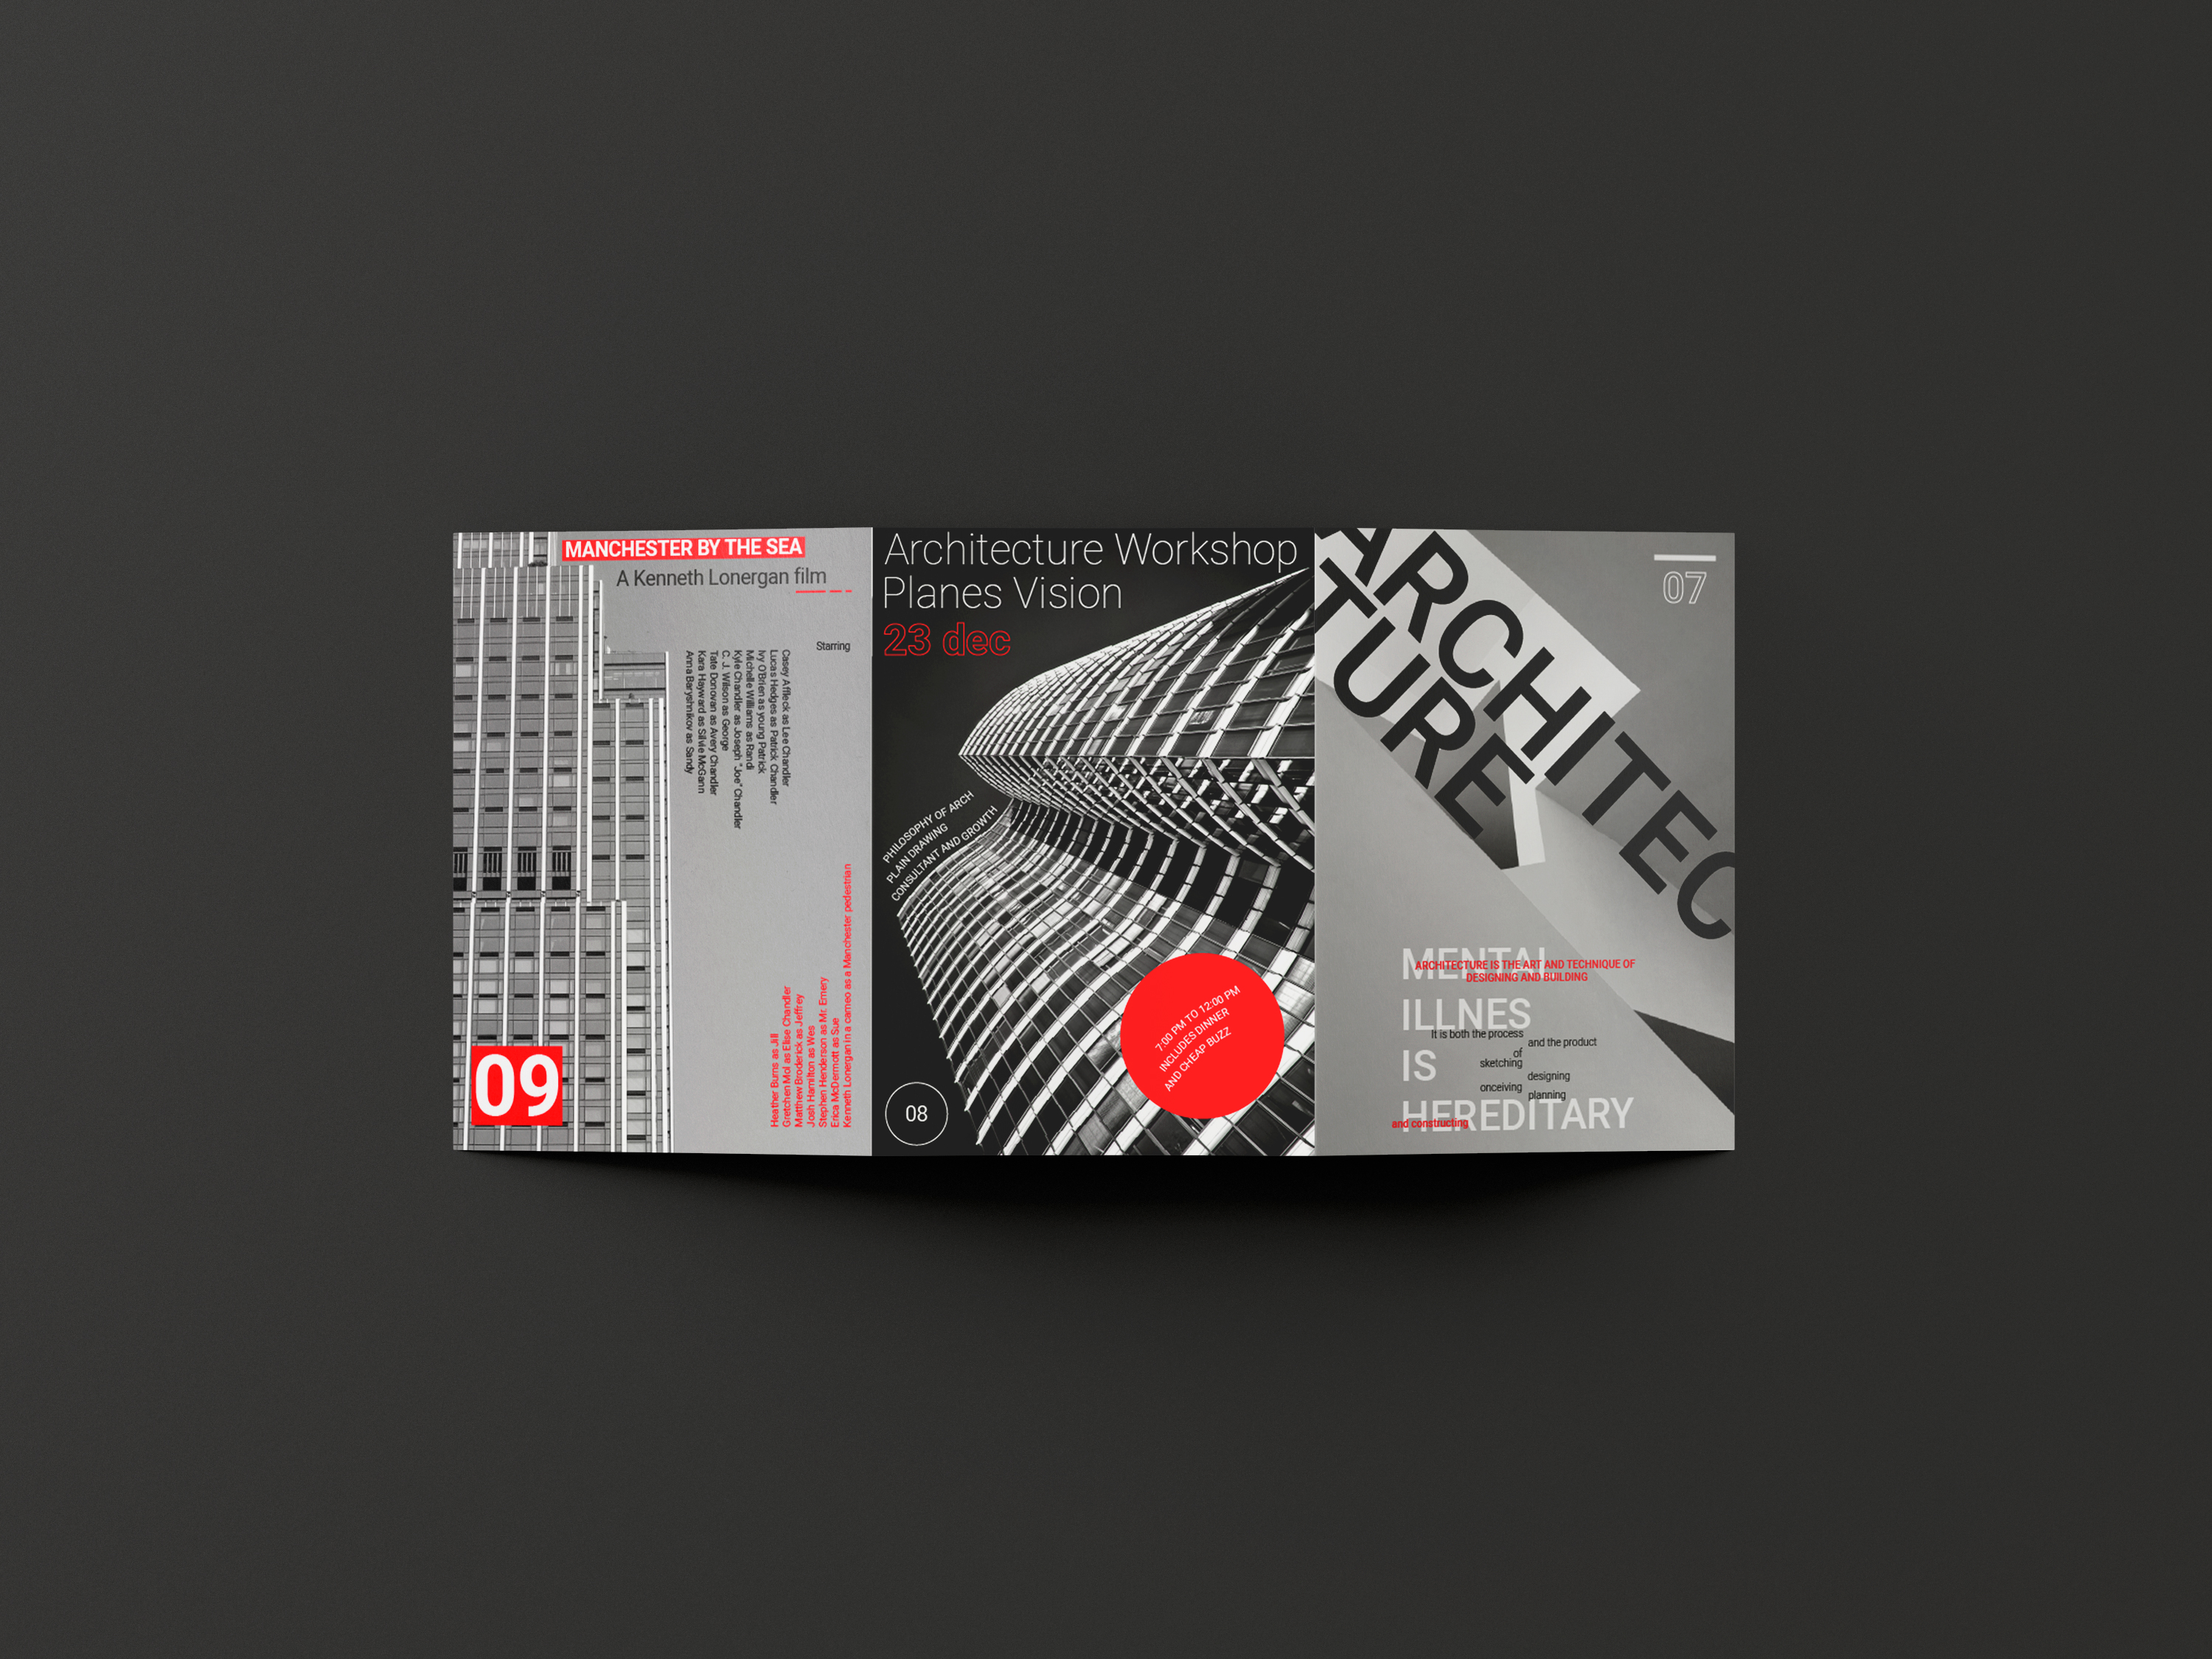 MANCHESTER BY THE SEA
A Kenneth Lonergan film
Starring
Casey Affleck as Lee Chandler
Lucas Hedges as Patrick Chandler
Ivy O'Brien as young Patrick
Michelle Williams as Randi
Kyle Chandler as Joseph "Joe" Chandler
C. J. Wilson as George
Tate Donovan as Avery Chandler
Kara Hayward as Silvie McGann
Anna Baryshnikov as Sandy
Heather Burns as Jill
Gretchen Mol as Elise Chandler
Matthew Broderick as Jeffrey
Josh Hamilton as Wes
Stephen Henderson as Mr. Emery
Erica McDermott as Sue
Kenneth Lonergan in a cameo as a Manchester pedestrian
09
Architecture Workshop
Planes Vision
23 dec
PHILOSOPHY OF ARCH
PLAIN DRAWING
CONSULTANT AND GROWTH
7:00 PM TO 12:00 PM
INCLUDES DINNER
AND CHEAP BUZZ
08
07
ARCHITEC
TURE
MENTAL
ARCHITECTURE IS THE ART AND TECHNIQUE OF
DESIGNING AND BUILDING
ILLNES
It is both the process
and the product
of
IS
sketching
designing
onceiving
planning
HEREDITARY
and constructing